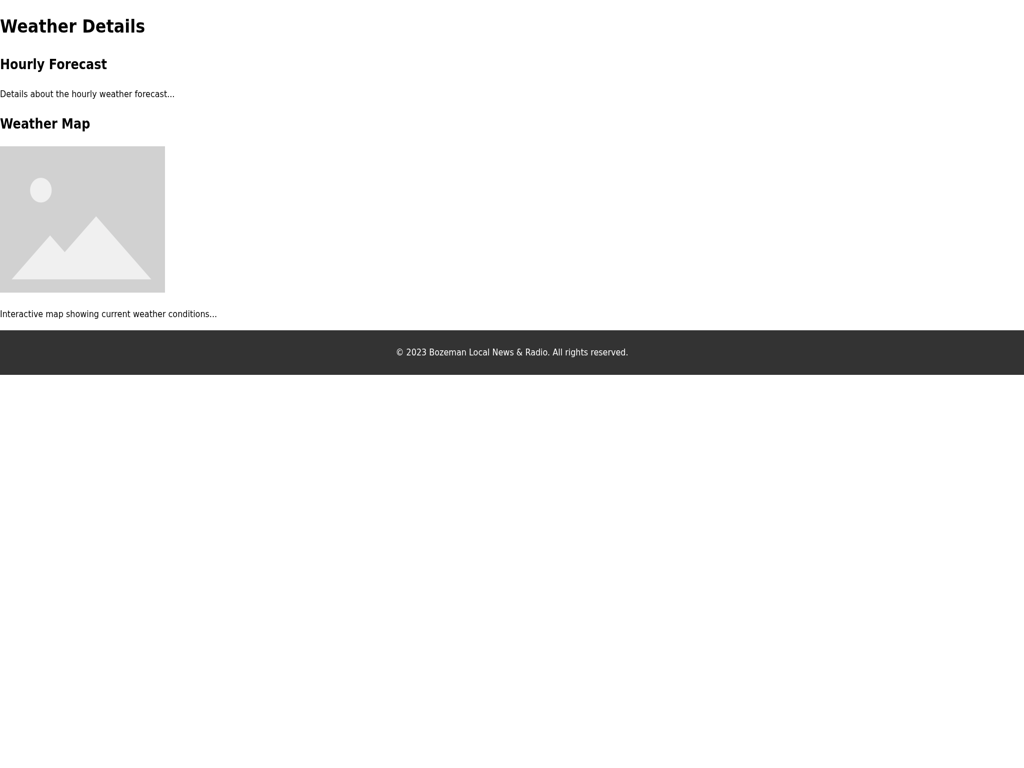 Weather Details
Hourly Forecast
Details about the hourly weather forecast...
Weather Map
Interactive map showing current weather conditions...
© 2023 Bozeman Local News & Radio. All rights reserved.